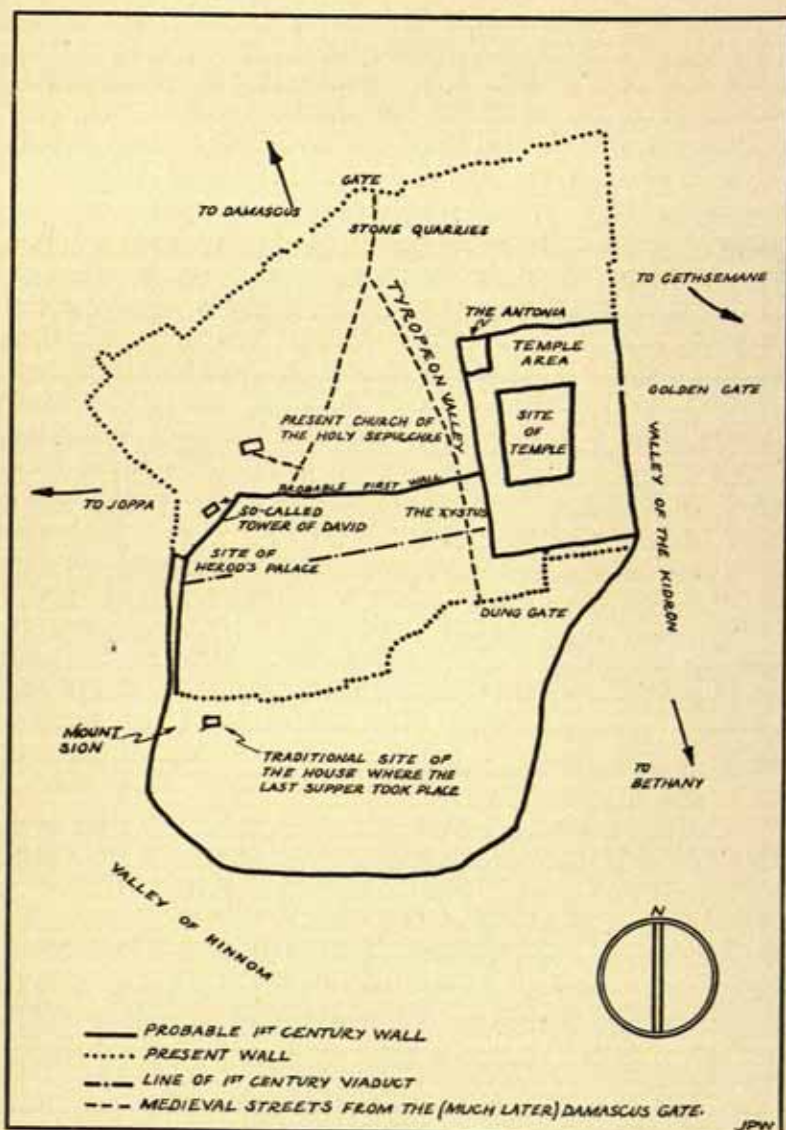 GATE
TO DAMASCUS
STONE QUARRIES
TO GETHSEMANE
TYROPÆON VALLEY
THE ANTONIA
TEMPLE
AREA
GOLDEN GATE
SITE
OF
TEMPLE
PRESENT CHURCH OF
THE HOLY SEPULCHRE
VALLEY OF THE KIDRON
PROBABLE FIRST WALL
TO JOPPA
SO-CALLED
TOWER OF DAVID
THE XYSTUS
SITE OF
HEROD'S PALACE
DUNG GATE
MOUNT
SION
TRADITIONAL SITE OF
THE HOUSE WHERE THE
LAST SUPPER TOOK PLACE
TO
BETHANY
VALLEY OF HINNOM
N
PROBABLE 1ST CENTURY WALL
PRESENT WALL
LINE OF 1ST CENTURY VIADUCT
MEDIEVAL STREETS FROM THE (MUCH LATER) DAMASCUS GATE.
JPW